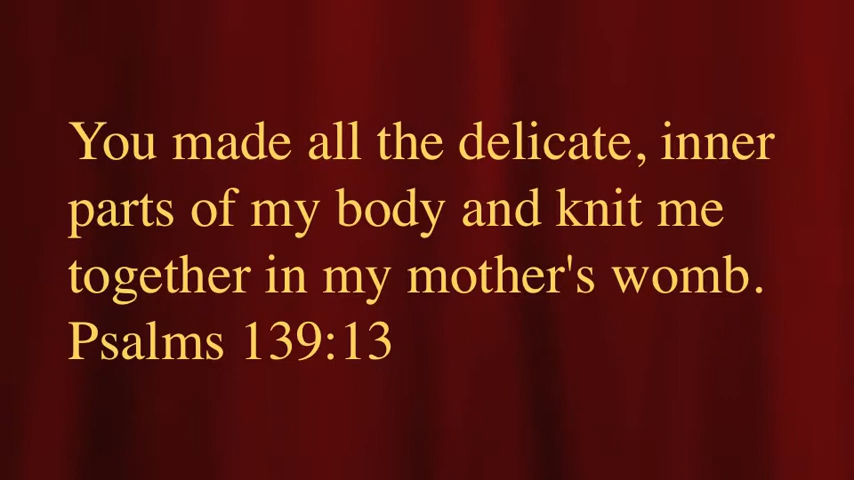 You made all the delicate, inner
parts of my body and knit me
together in my mother's womb.
Psalms 139:13